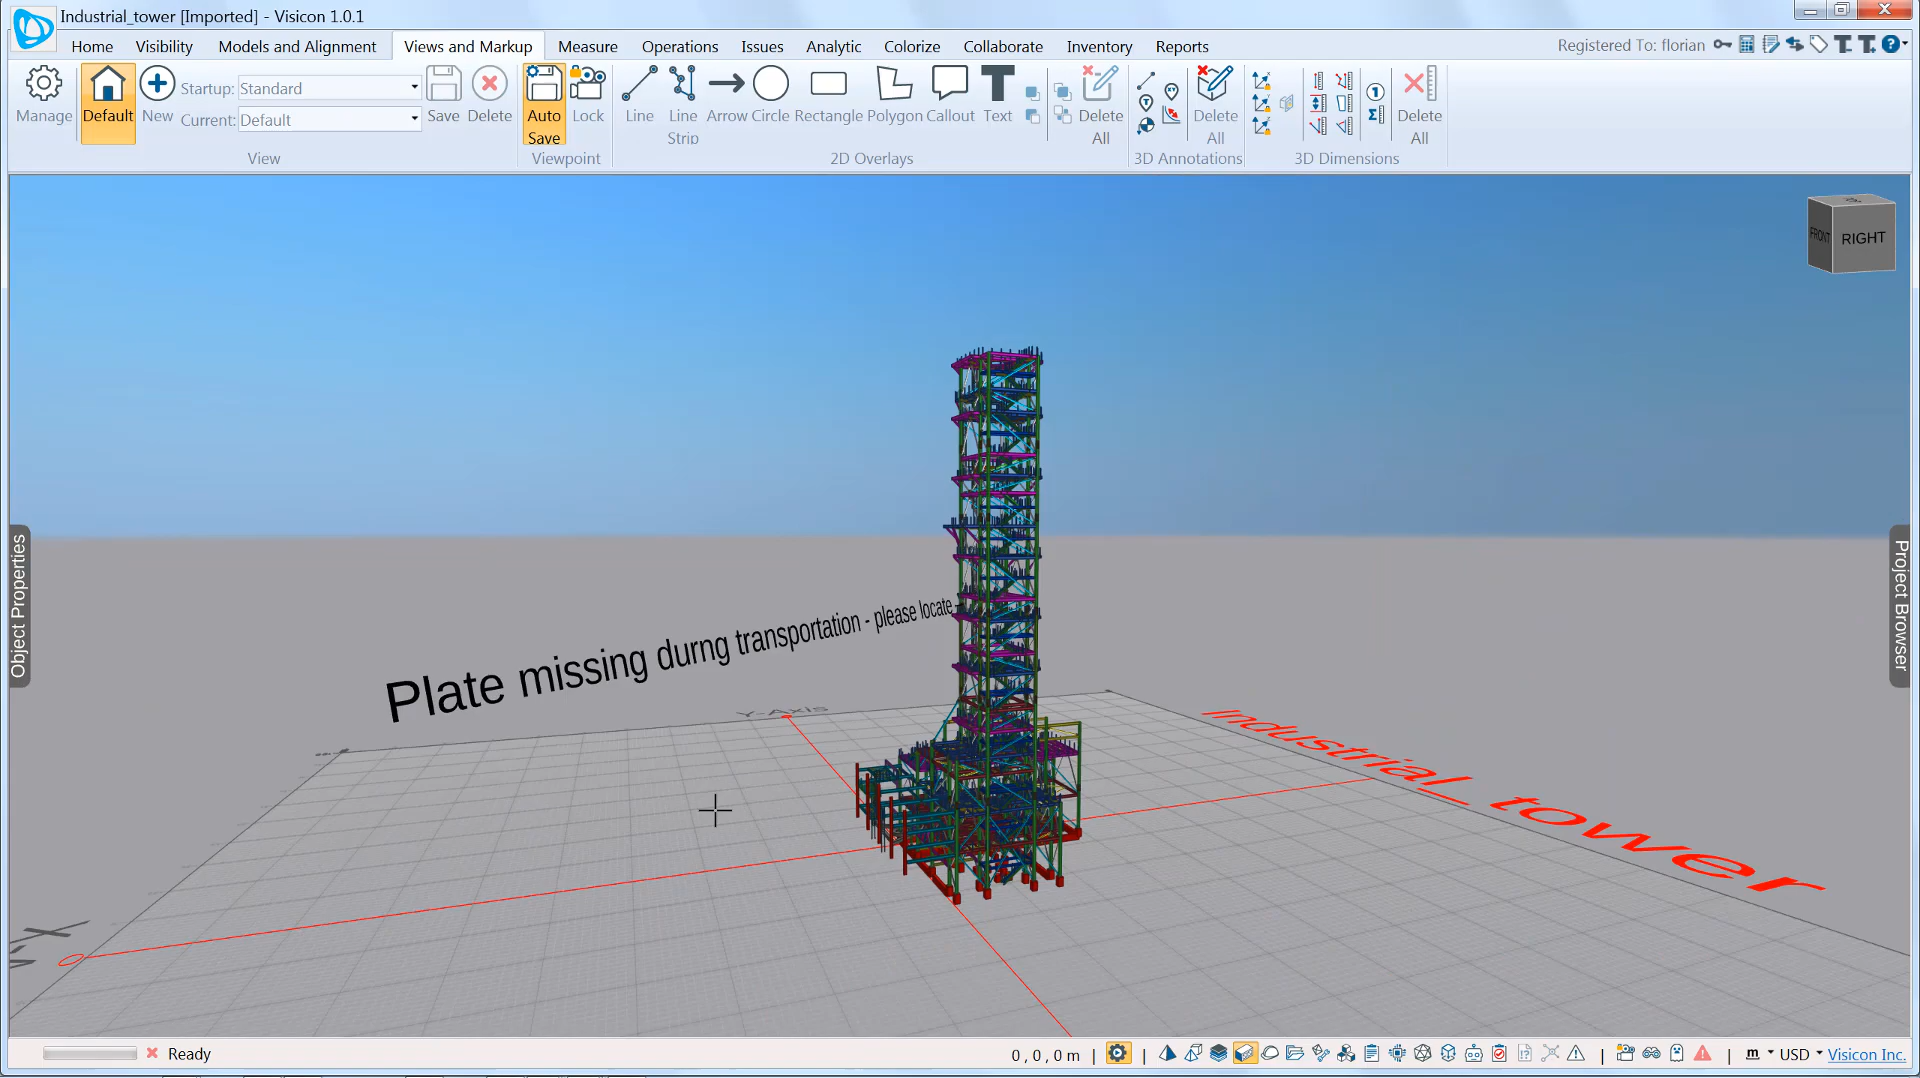 Industrial_tower [Imported] - Visicon 1.0.1
Home Visibility Models and Alignment Views and Markup Measure Operations Issues Analytic Colorize Collaborate Inventory Reports
Registered To: florian
Manage Default New Startup: Standard Save Delete
Current: Default
View
Auto Save Lock
Viewpoint
Line Line Strip Arrow Circle Rectangle Polygon Callout Text Delete All
2D Overlays
Delete All
3D Annotations
Delete All
3D Dimensions
FRONT RIGHT
Object Properties
Project Browser
Plate missing durng transportation - please locate
Y-Axis
Industrial_tower
Ready
0 , 0 , 0 m
m USD Visicon Inc.